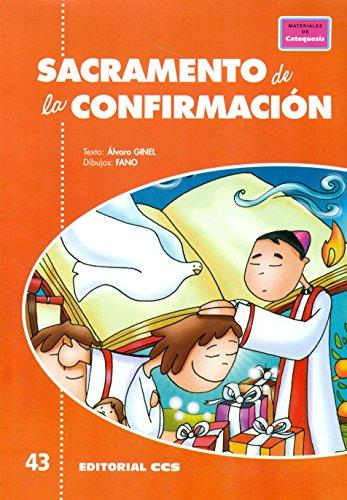 MATERIALES
DE
Catequesis
SACRAMENTO de
la CONFIRMACIÓN
Texto: Álvaro GINEL
Dibujos: FANO
43
EDITORIAL CCS